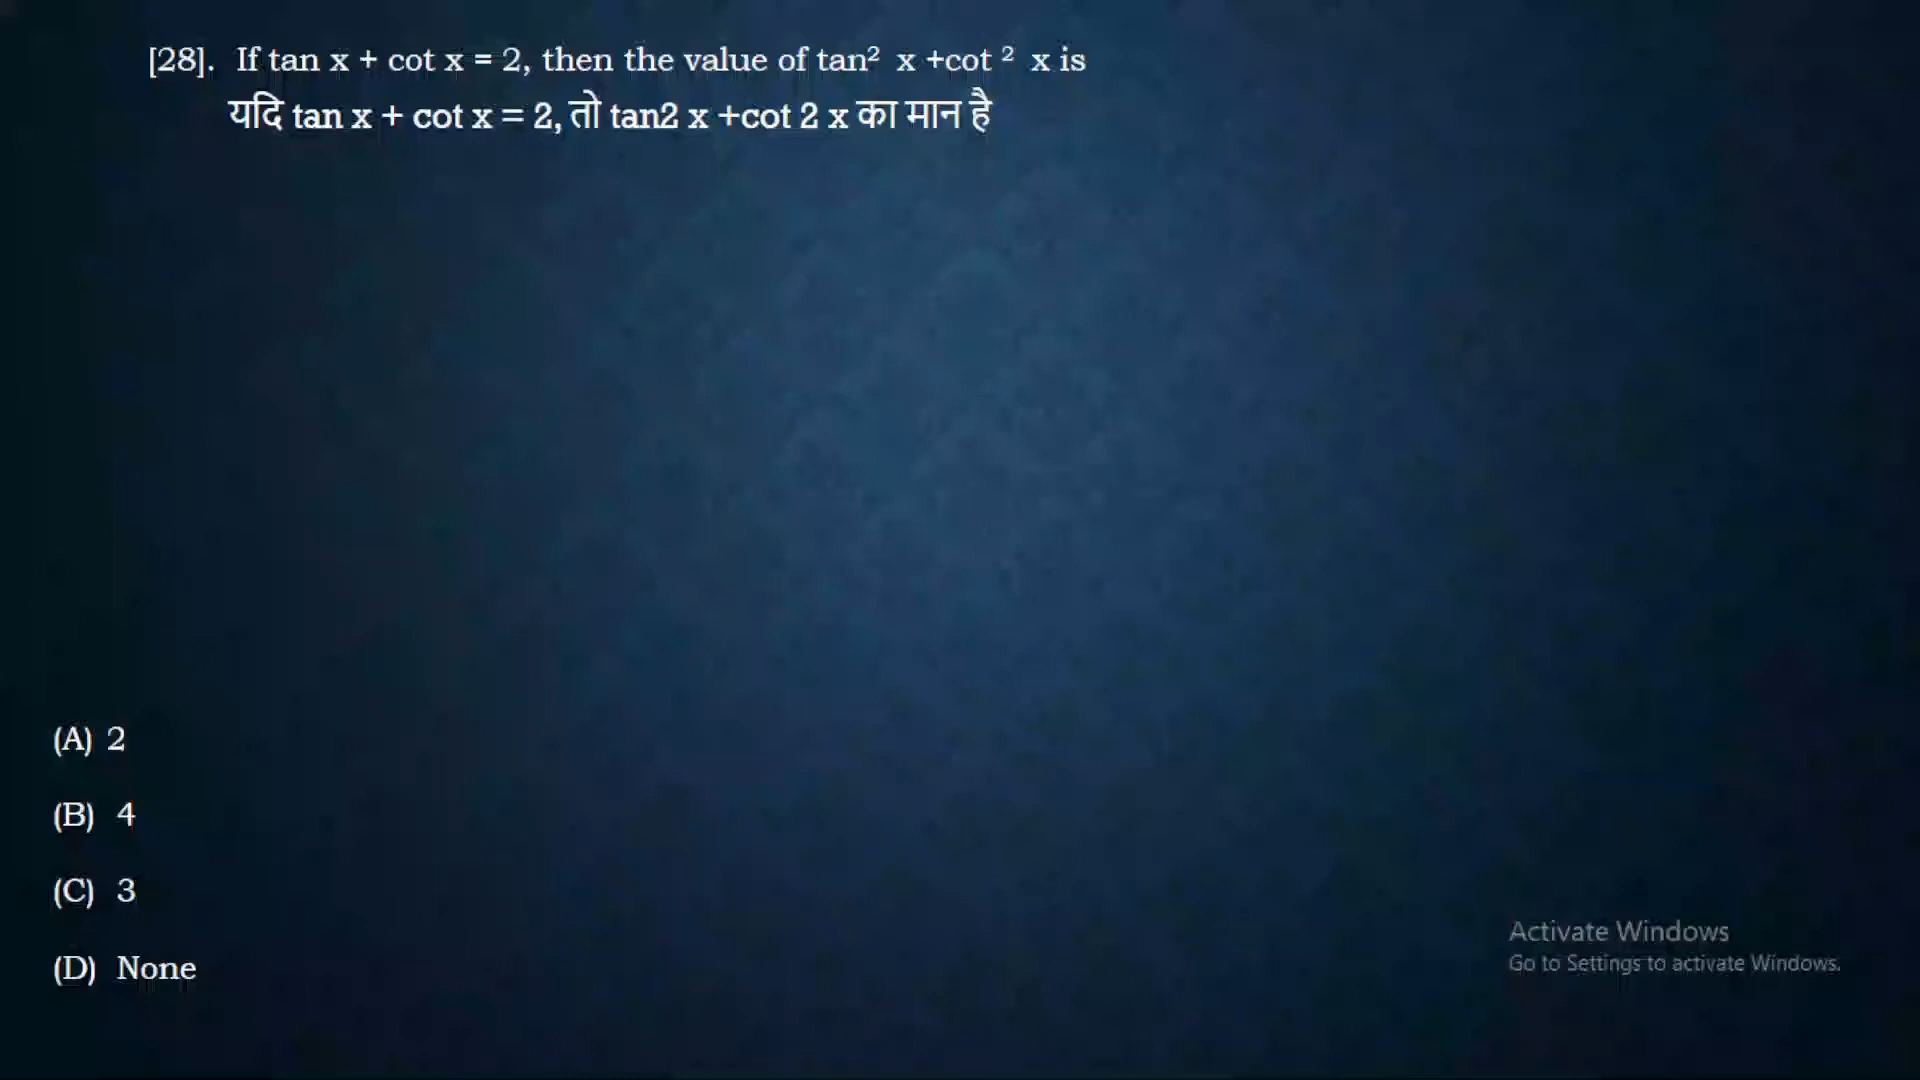 [28]. If tan x + cot x = 2, then the value of tan² x +cot ² x is
यदि tan x + cot x = 2, तो tan2 x +cot 2 x का मान है
(A) 2
(B) 4
(C) 3
(D) None
Activate Windows
Go to Settings to activate Windows.